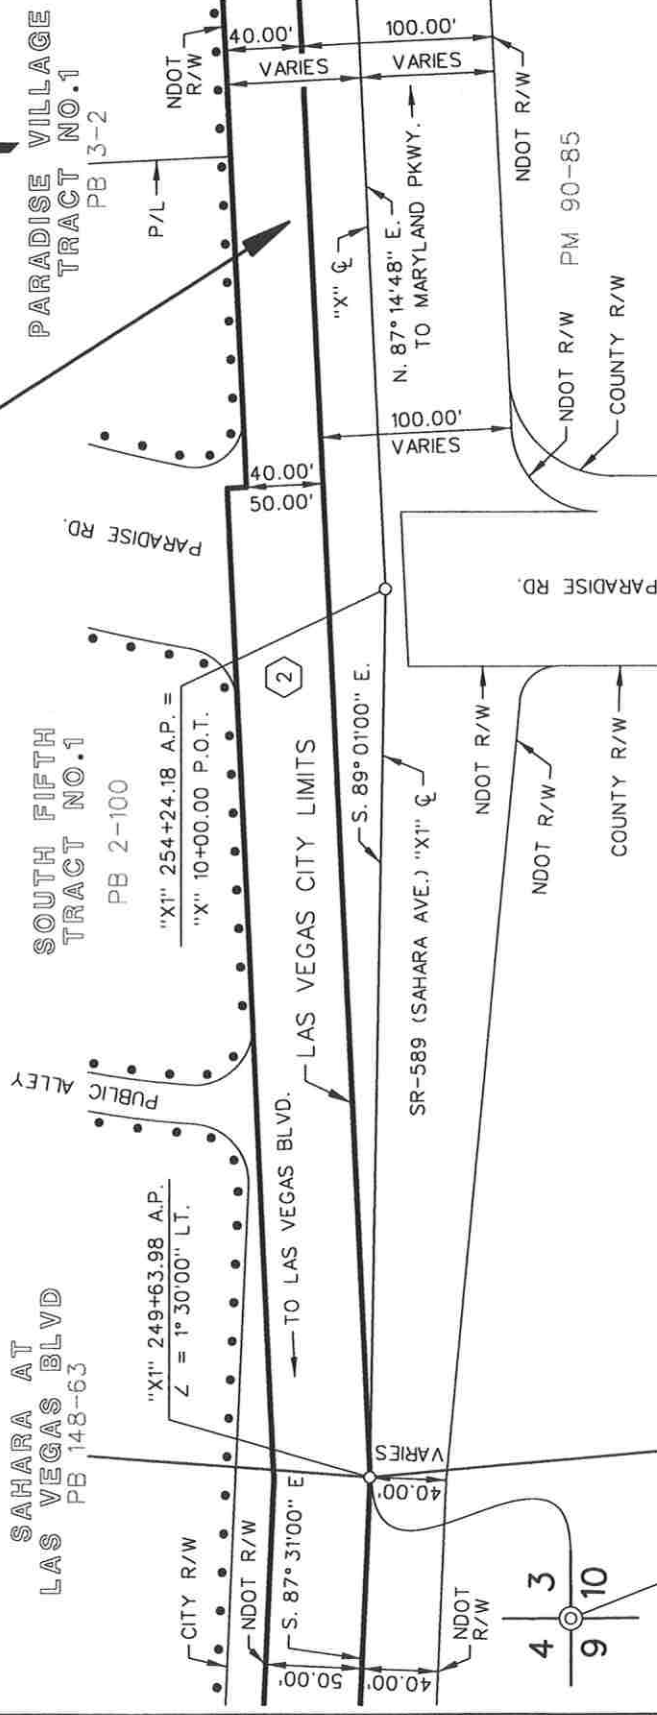 SAHARA AT
LAS VEGAS BLVD
PB 148-63
SOUTH FIFTH
TRACT NO.1
PB 2-100
PARADISE VILLAGE
TRACT NO.1
PB 3-2
"X1" 249+63.98 A.P.
∠ = 1°30'00" LT.
PUBLIC ALLEY
"X1" 254+24.18 A.P. =
"X" 10+00.00 P.O.T.
PARADISE RD.
P/L
NDOT
R/W
CITY R/W
NDOT R/W
S. 87°31'00" E
50.00'
40.00'
NDOT
R/W
TO LAS VEGAS BLVD.
VARIES
40.00'
LAS VEGAS CITY LIMITS
2
40.00'
50.00'
40.00'
VARIES
100.00'
VARIES
"X" ℄
N. 87°14'48" E.
TO MARYLAND PKWY.
100.00'
VARIES
S. 89°01'00" E.
SR-589 (SAHARA AVE.) "X1" ℄
NDOT R/W
NDOT R/W
COUNTY R/W
PARADISE RD.
NDOT R/W
COUNTY R/W
NDOT R/W
PM 90-85
4 3
9 10